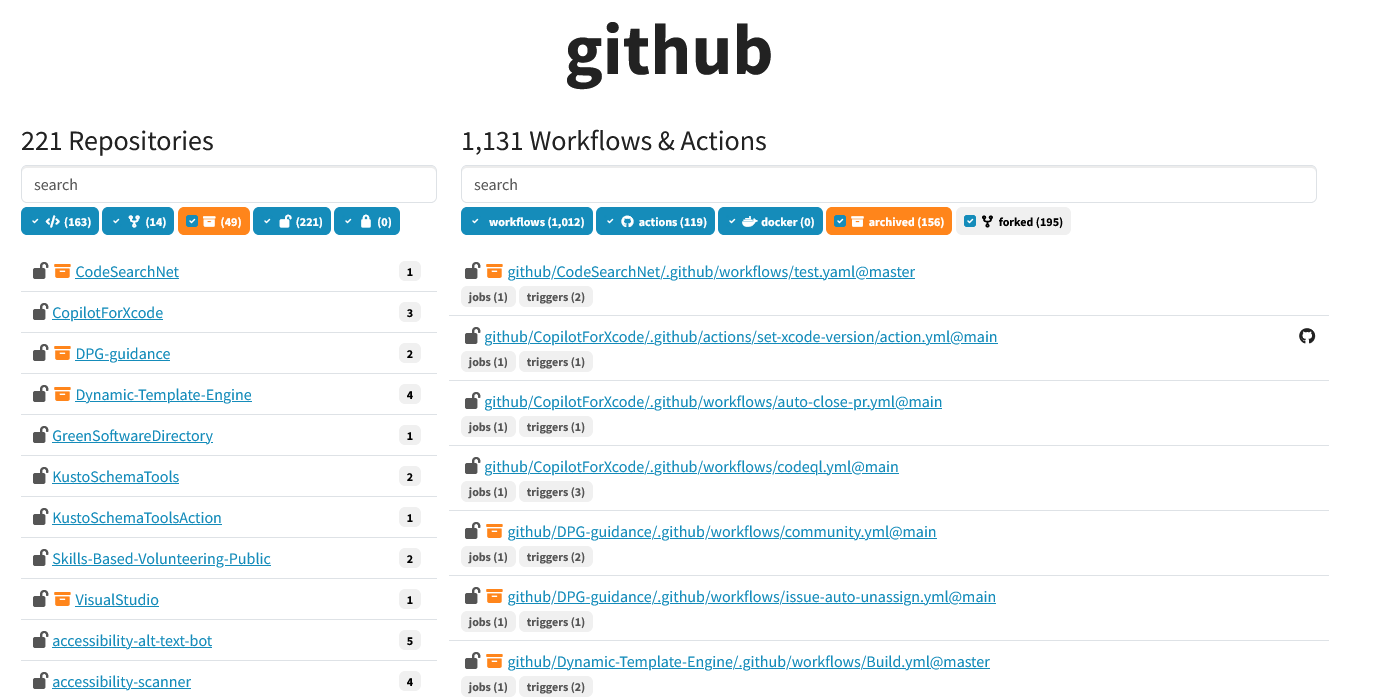 github
221 Repositories
search
(163) (14) (49) (221) (0)
CodeSearchNet 1
CopilotForXcode 3
DPG-guidance 2
Dynamic-Template-Engine 4
GreenSoftwareDirectory 1
KustoSchemaTools 2
KustoSchemaToolsAction 1
Skills-Based-Volunteering-Public 2
VisualStudio 1
accessibility-alt-text-bot 5
accessibility-scanner 4
1,131 Workflows & Actions
search
workflows (1,012) actions (119) docker (0) archived (156) forked (195)
github/CodeSearchNet/.github/workflows/test.yaml@master
jobs (1) triggers (2)
github/CopilotForXcode/.github/actions/set-xcode-version/action.yml@main
jobs (1) triggers (1)
github/CopilotForXcode/.github/workflows/auto-close-pr.yml@main
jobs (1) triggers (1)
github/CopilotForXcode/.github/workflows/codeql.yml@main
jobs (1) triggers (3)
github/DPG-guidance/.github/workflows/community.yml@main
jobs (1) triggers (2)
github/DPG-guidance/.github/workflows/issue-auto-unassign.yml@main
jobs (1) triggers (1)
github/Dynamic-Template-Engine/.github/workflows/Build.yml@master
jobs (1) triggers (2)